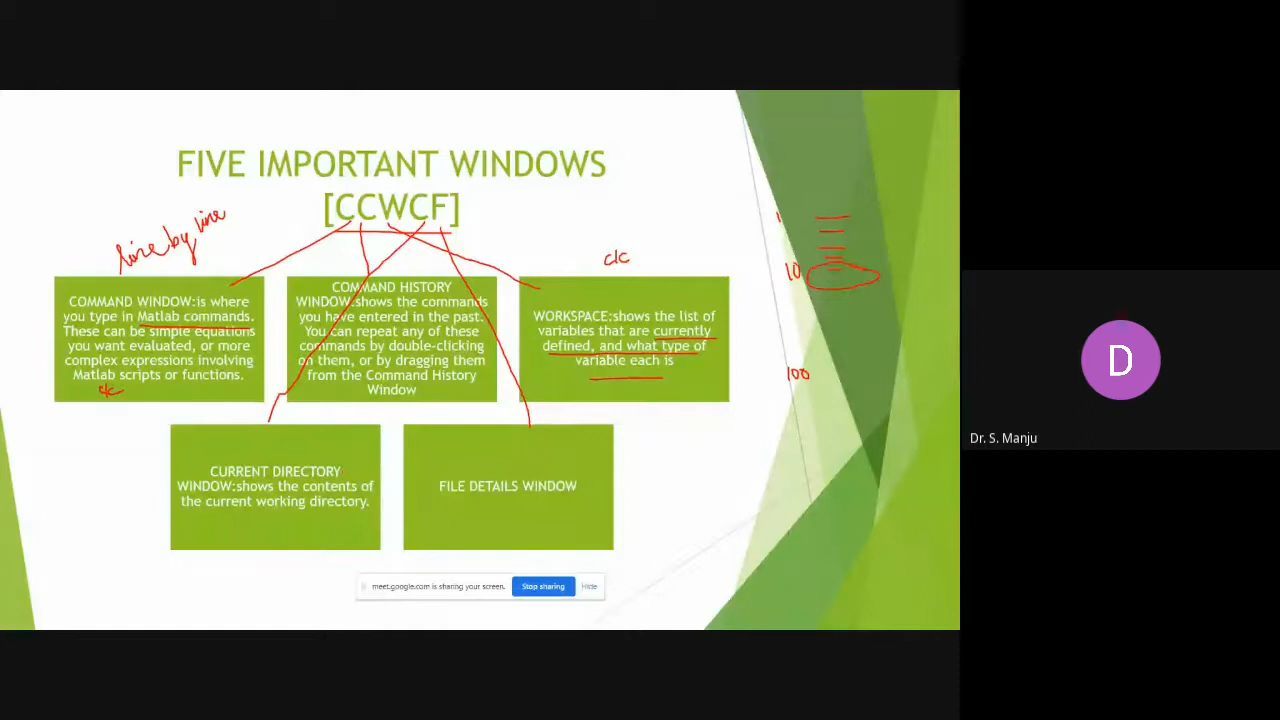 FIVE IMPORTANT WINDOWS
[CCWCF]
line by line
c/c
COMMAND WINDOW:is where
you type in Matlab commands.
These can be simple equations
you want evaluated, or more
complex expressions involving
Matlab scripts or functions.
c/c
COMMAND HISTORY
WINDOW:shows the commands
you have entered in the past.
You can repeat any of these
commands by double-clicking
on them, or by dragging them
from the Command History
Window
WORKSPACE:shows the list of
variables that are currently
defined, and what type of
variable each is
1
10
100
CURRENT DIRECTORY
WINDOW:shows the contents of
the current working directory.
FILE DETAILS WINDOW
meet.google.com is sharing your screen.
Stop sharing
Hide
D
Dr. S. Manju